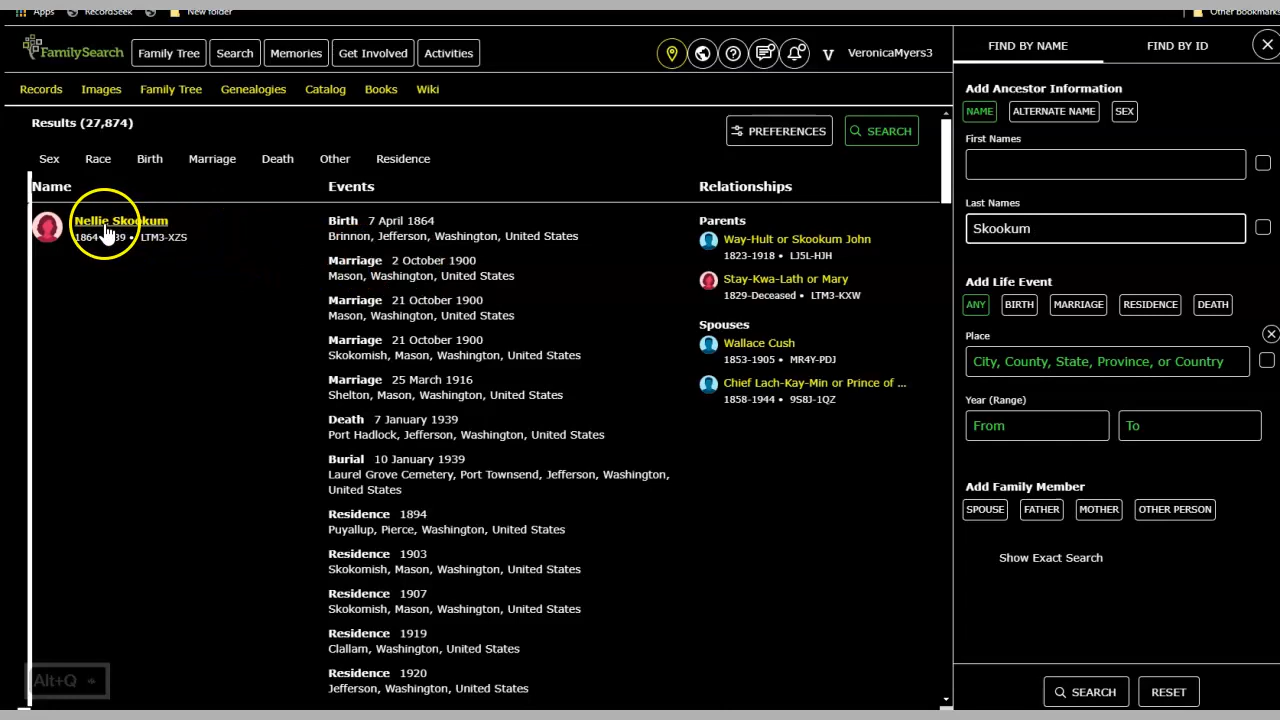 Apps RecordSeek New folder Other bookmarks
FamilySearch Family Tree Search Memories Get Involved Activities V VeronicaMyers3
Records Images Family Tree Genealogies Catalog Books Wiki
Results (27,874)
PREFERENCES SEARCH
Sex Race Birth Marriage Death Other Residence
Name Events Relationships
Nellie Skookum
1864 39 • LTM3-XZS
Birth 7 April 1864
Brinnon, Jefferson, Washington, United States
Marriage 2 October 1900
Mason, Washington, United States
Marriage 21 October 1900
Mason, Washington, United States
Marriage 21 October 1900
Skokomish, Mason, Washington, United States
Marriage 25 March 1916
Shelton, Mason, Washington, United States
Death 7 January 1939
Port Hadlock, Jefferson, Washington, United States
Burial 10 January 1939
Laurel Grove Cemetery, Port Townsend, Jefferson, Washington,
United States
Residence 1894
Puyallup, Pierce, Washington, United States
Residence 1903
Skokomish, Mason, Washington, United States
Residence 1907
Skokomish, Mason, Washington, United States
Residence 1919
Clallam, Washington, United States
Residence 1920
Jefferson, Washington, United States
Parents
Way-Hult or Skookum John
1823-1918 • LJ5L-HJH
Stay-Kwa-Lath or Mary
1829-Deceased • LTM3-KXW
Spouses
Wallace Cush
1853-1905 • MR4Y-PDJ
Chief Lach-Kay-Min or Prince of ...
1858-1944 • 9S8J-1QZ
Alt+Q
FIND BY NAME FIND BY ID
Add Ancestor Information
NAME ALTERNATE NAME SEX
First Names
Last Names
Skookum
Add Life Event
ANY BIRTH MARRIAGE RESIDENCE DEATH
Place
City, County, State, Province, or Country
Year (Range)
From To
Add Family Member
SPOUSE FATHER MOTHER OTHER PERSON
Show Exact Search
SEARCH RESET